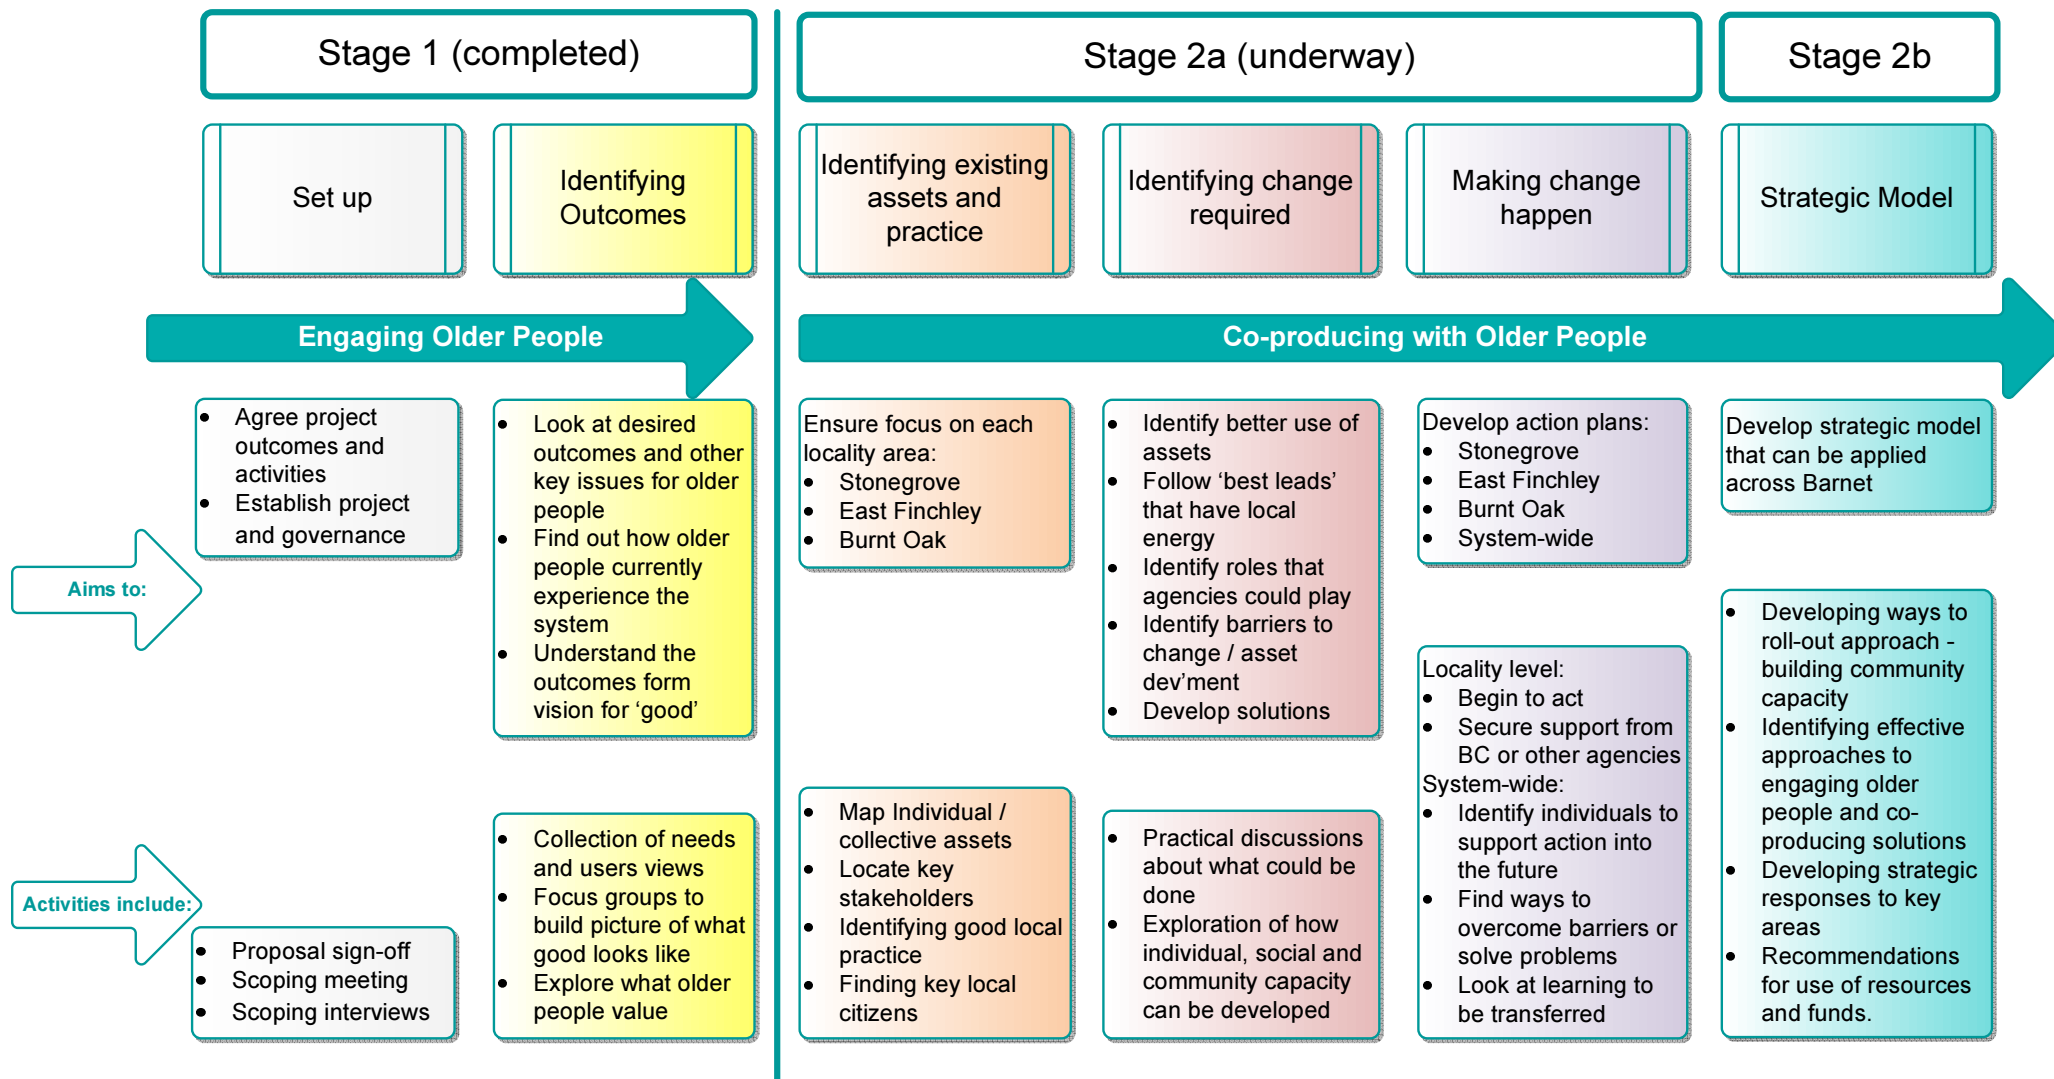 Stage 1 (completed)
Stage 2a (underway)
Stage 2b
Set up
Identifying
Outcomes
Identifying existing
assets and
practice
Identifying change
required
Making change
happen
Strategic Model
Engaging Older People
Co-producing with Older People
Aims to:
• Agree project
outcomes and
activities
• Establish project
and governance
• Look at desired
outcomes and other
key issues for older
people
• Find out how older
people currently
experience the
system
• Understand the
outcomes form
vision for ‘good’
Ensure focus on each
locality area:
• Stonegrove
• East Finchley
• Burnt Oak
• Identify better use of
assets
• Follow ‘best leads’
that have local
energy
• Identify roles that
agencies could play
• Identify barriers to
change / asset
dev’ment
• Develop solutions
Develop action plans:
• Stonegrove
• East Finchley
• Burnt Oak
• System-wide
Develop strategic model
that can be applied
across Barnet
Activities include:
• Proposal sign-off
• Scoping meeting
• Scoping interviews
• Collection of needs
and users views
• Focus groups to
build picture of what
good looks like
• Explore what older
people value
• Map Individual /
collective assets
• Locate key
stakeholders
• Identifying good local
practice
• Finding key local
citizens
• Practical discussions
about what could be
done
• Exploration of how
individual, social and
community capacity
can be developed
Locality level:
• Begin to act
• Secure support from
BC or other agencies
System-wide:
• Identify individuals to
support action into
the future
• Find ways to
overcome barriers or
solve problems
• Look at learning to
be transferred
• Developing ways to
roll-out approach -
building community
capacity
• Identifying effective
approaches to
engaging older
people and co-
producing solutions
• Developing strategic
responses to key
areas
• Recommendations
for use of resources
and funds.